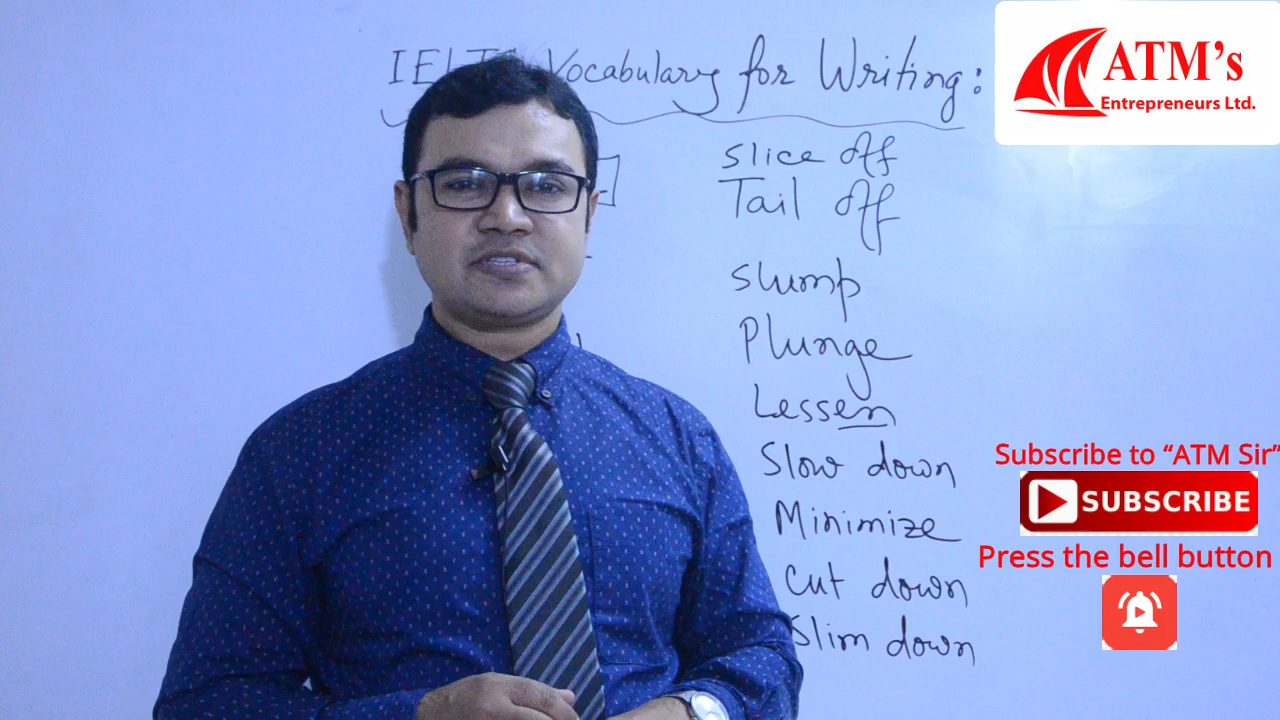 IELTS Vocabulary for Writing:
slice off
Tail off
slump
Plunge
Lessen
Slow down
Minimize
cut down
Slim down
ATM's
Entrepreneurs Ltd.
Subscribe to “ATM Sir”
SUBSCRIBE
Press the bell button